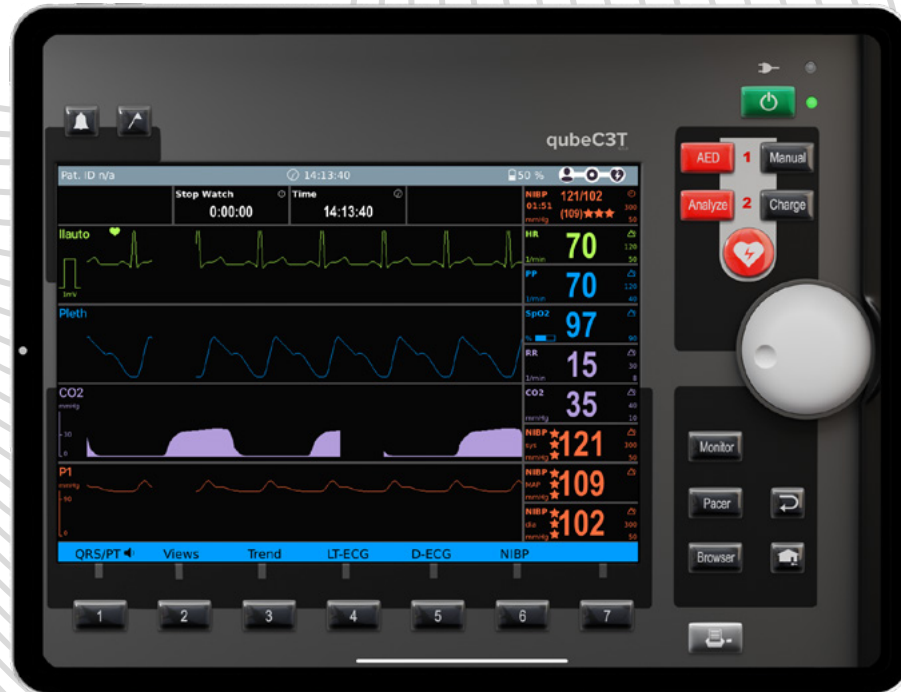 qubeC3T
Pat. ID n/a
14:13:40
50 %
Stop Watch
0:00:00
Time
14:13:40
NIBP 121/102
01:51 (109)★★★
mmHg
300
50
IIauto
1mV
HR
70
1/min
120
50
PP
70
1/min
120
40
Pleth
SpO2
97
%
90
RR
15
1/min
30
8
CO2
mmHg
30
0
CO2
35
mmHg
40
10
NIBP
sys
mmHg
121
300
50
P1
mmHg
90
0
NIBP
MAP
mmHg
109
NIBP
dia
mmHg
102
300
50
QRS/PT Views Trend LT-ECG D-ECG NIBP
1 2 3 4 5 6 7
AED 1 Manual
Analyze 2 Charge
Monitor
Pacer
Browser